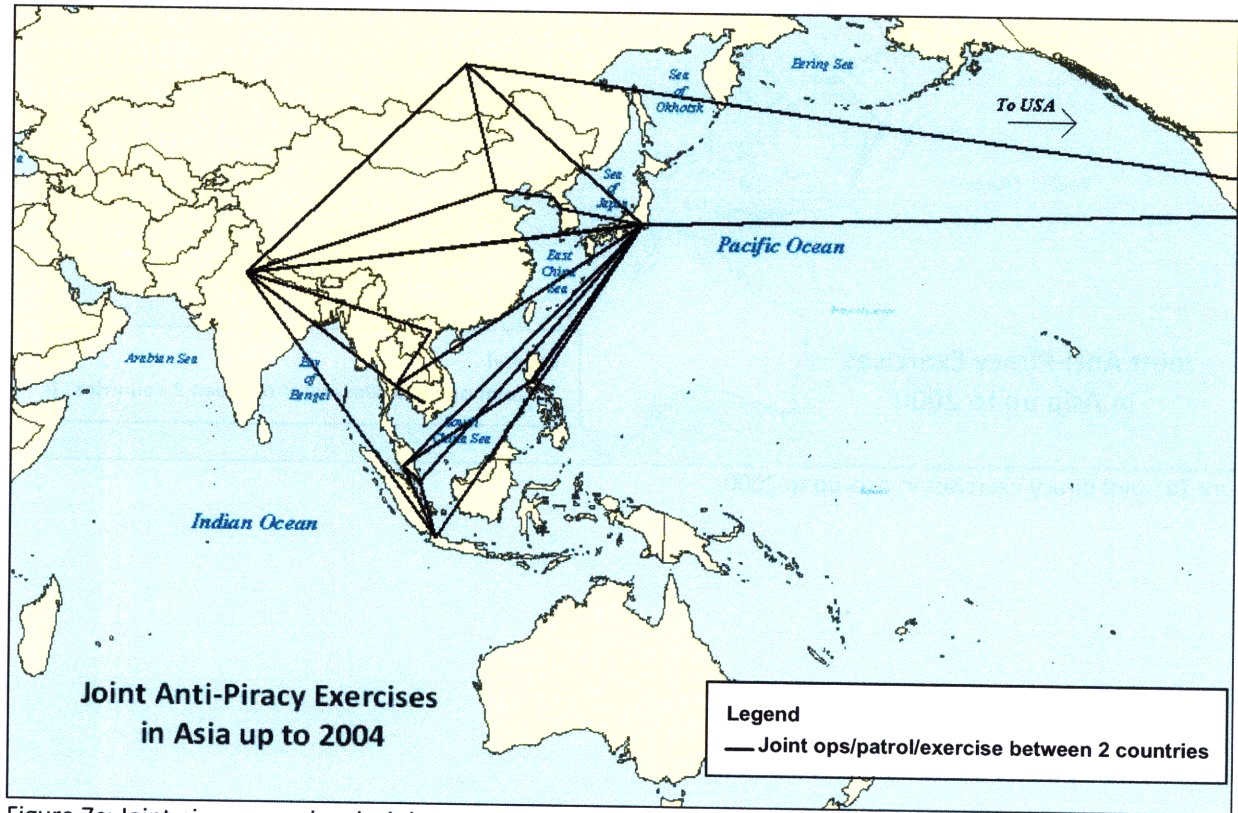 Sea
of
Okhotsk
Bering Sea
To USA
Sea
of
Japan
Pacific Ocean
East
China
Sea
Arabian Sea
Bay
of
Bengal
South
China Sea
Indian Ocean
Joint Anti-Piracy Exercises
in Asia up to 2004
Legend
Joint ops/patrol/exercise between 2 countries